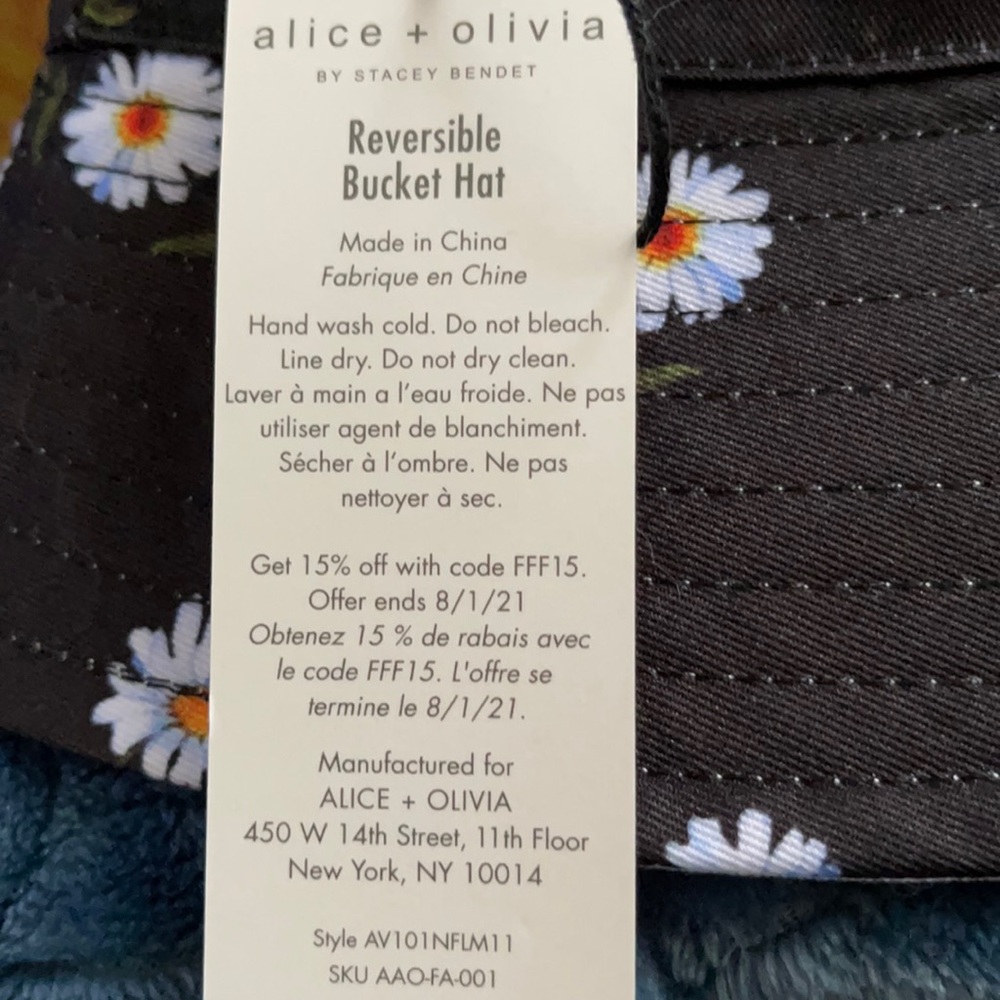 alice + olivia
BY STACEY BENDET
Reversible
Bucket Hat
Made in China
Fabrique en Chine
Hand wash cold. Do not bleach.
Line dry. Do not dry clean.
Laver à main a l'eau froide. Ne pas
utiliser agent de blanchiment.
Sécher à l'ombre. Ne pas
nettoyer à sec.
Get 15% off with code FFF15.
Offer ends 8/1/21
Obtenez 15 % de rabais avec
le code FFF15. L'offre se
termine le 8/1/21.
Manufactured for
ALICE + OLIVIA
450 W 14th Street, 11th Floor
New York, NY 10014
Style AV101NFLM11
SKU AAO-FA-001